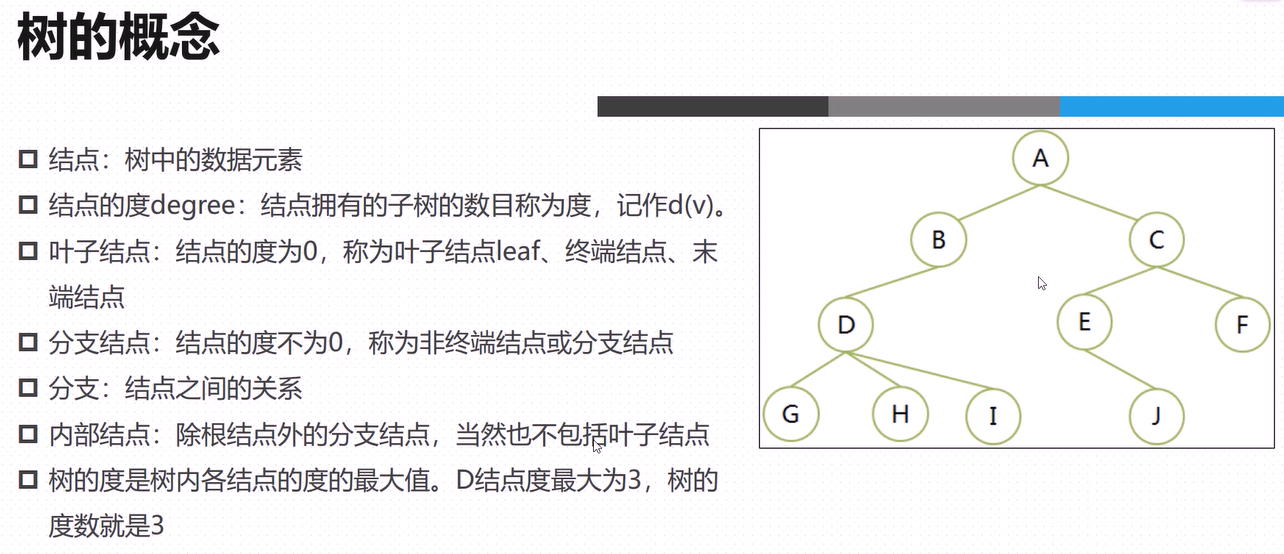 树的概念
结点：树中的数据元素
结点的度degree：结点拥有的子树的数目称为度，记作d(v)。
叶子结点：结点的度为0，称为叶子结点leaf、终端结点、末
端结点
分支结点：结点的度不为0，称为非终端结点或分支结点
分支：结点之间的关系
内部结点：除根结点外的分支结点，当然也不包括叶子结点
树的度是树内各结点的度的最大值。D结点度最大为3，树的
度数就是3
A
B
C
D
E
F
G
H
I
J